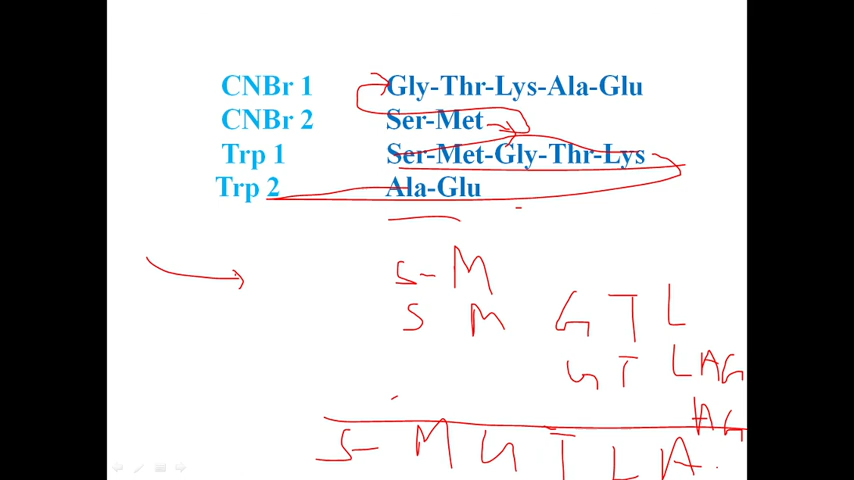 CNBr 1 Gly-Thr-Lys-Ala-Glu
CNBr 2 Ser-Met
Trp 1 Ser-Met-Gly-Thr-Lys
Trp 2 Ala-Glu
S-M
S M G T L
G T L A G
A G
S- M G T L A